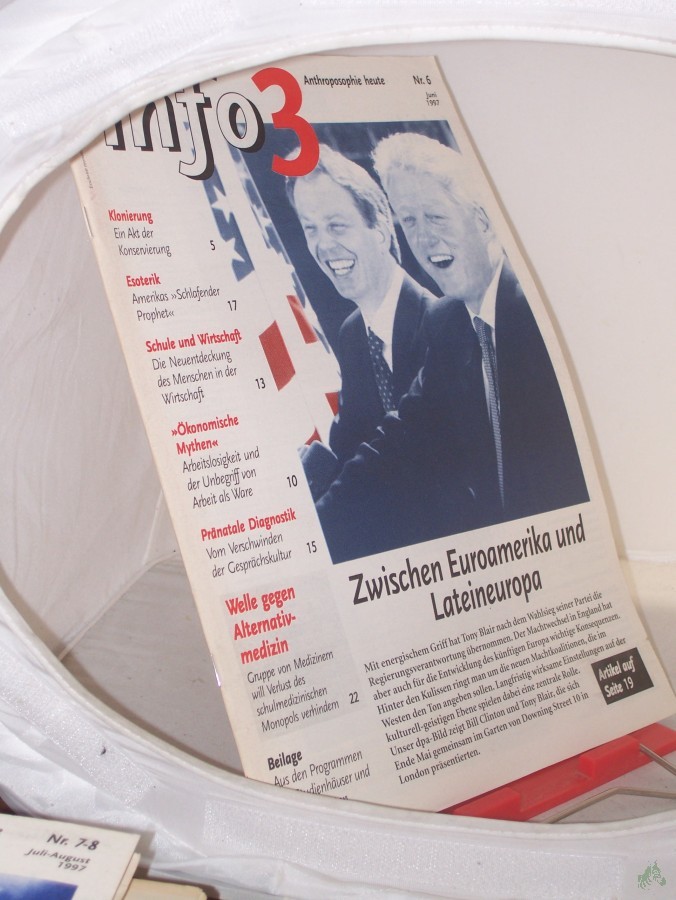 info3
Anthroposophie heute
Nr. 6
Juni
1997
Klonierung
Ein Akt der
Konservierung 5
Esoterik
Amerikas »Schlafender
Prophet« 17
Schule und Wirtschaft
Die Neuentdeckung
des Menschen in der
Wirtschaft 13
»Ökonomische
Mythen«
Arbeitslosigkeit und
der Unbegriff von
Arbeit als Ware 10
Pränatale Diagnostik
Vom Verschwinden
der Gesprächskultur 15
Welle gegen
Alternativ-
medizin
Gruppe von Medizinern
will Verlust des
schulmedizinischen
Monopols verhindern 22
Beilage
Aus den Programmen
Zwischen Euroamerika und
Lateineuropa
Mit energischem Griff hat Tony Blair nach dem Wahlsieg seiner Partei die
Regierungsverantwortung übernommen. Der Machtwechsel in England hat
aber auch für die Entwicklung des künftigen Europa wichtige Konsequenzen.
Hinter den Kulissen ringt man um die neuen Machtkoalitionen, die im
Westen den Ton angeben sollen. Langfristig wirksame Einstellungen auf der
kulturell-geistigen Ebene spielen dabei eine zentrale Rolle.
Unser dpa-Bild zeigt Bill Clinton und Tony Blair, die sich
Ende Mai gemeinsam im Garten von Downing Street 10 in
London präsentierten.
Artikel auf
Seite 19
Nr. 7-8
Juli-August
1997